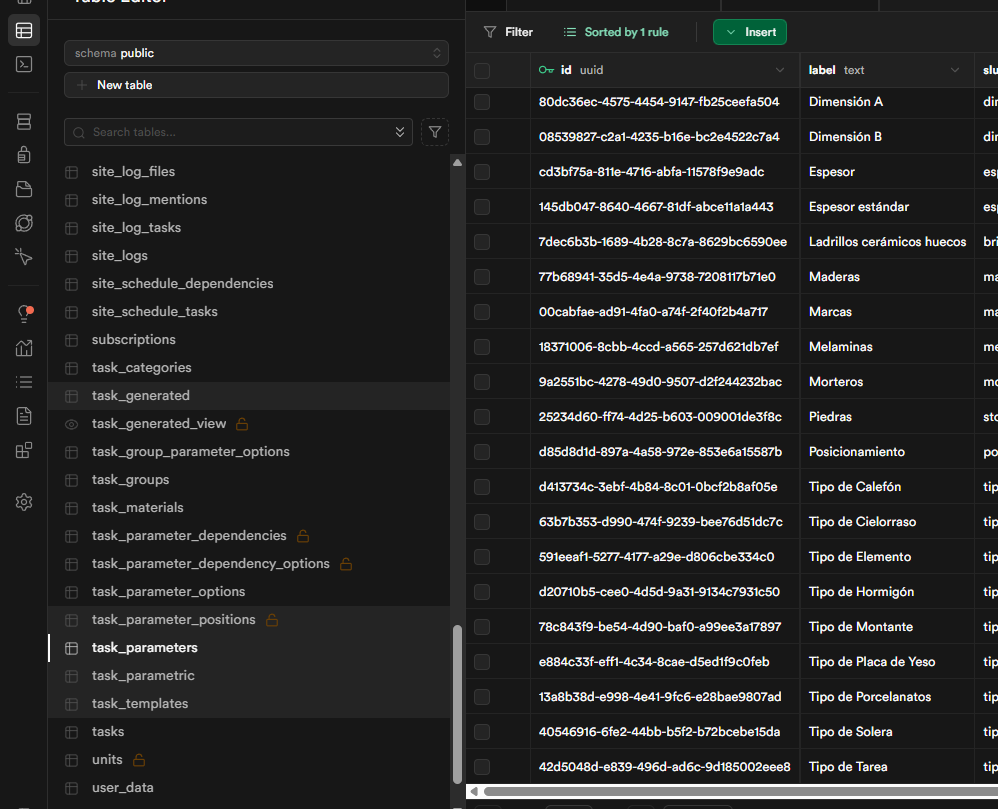 Table Editor
schema public
New table
Search tables...
site_log_files
site_log_mentions
site_log_tasks
site_logs
site_schedule_dependencies
site_schedule_tasks
subscriptions
task_categories
task_generated
task_generated_view
task_group_parameter_options
task_groups
task_materials
task_parameter_dependencies
task_parameter_dependency_options
task_parameter_options
task_parameter_positions
task_parameters
task_parametric
task_templates
tasks
units
user_data
Filter Sorted by 1 rule Insert
id uuid label text slu
80dc36ec-4575-4454-9147-fb25ceefa504 Dimensión A
08539827-c2a1-4235-b16e-bc2e4522c7a4 Dimensión B
cd3bf75a-811e-4716-abfa-11578f9e9adc Espesor esp
145db047-8640-4667-81df-abce11a1a443 Espesor estándar esp
7dec6b3b-1689-4b28-8c7a-8629bc6590ee Ladrillos cerámicos huecos bri
77b68941-35d5-4e4a-9738-7208117b71e0 Maderas ma
00cabfae-ad91-4fa0-a74f-2f40f2b4a717 Marcas ma
18371006-8cbb-4ccd-a565-257d621db7ef Melaminas me
9a2551bc-4278-49d0-9507-d2f244232bac Morteros mo
25234d60-ff74-4d25-b603-009001de3f8c Piedras sto
d85d8d1d-897a-4a58-972e-853e6a15587b Posicionamiento po
d413734c-3ebf-4b84-8c01-0bcf2b8af05e Tipo de Calefón tip
63b7b353-d990-474f-9239-bee76d51dc7c Tipo de Cielorraso tip
591eeaf1-5277-4177-a29e-d806cbe334c0 Tipo de Elemento tip
d20710b5-cee0-4d5d-9a31-9134c7931c50 Tipo de Hormigón tip
78c843f9-be54-4d90-baf0-a99ee3a17897 Tipo de Montante tip
e884c33f-eff1-4c34-8cae-d5ed1f9c0feb Tipo de Placa de Yeso tip
13a8b38d-e998-4e41-9fc6-e28bae9807ad Tipo de Porcelanatos tip
40546916-6fe2-44bb-b5f2-b72bcebe15da Tipo de Solera tip
42d5048d-e839-496d-ad6c-9d185002eee8 Tipo de Tarea tip